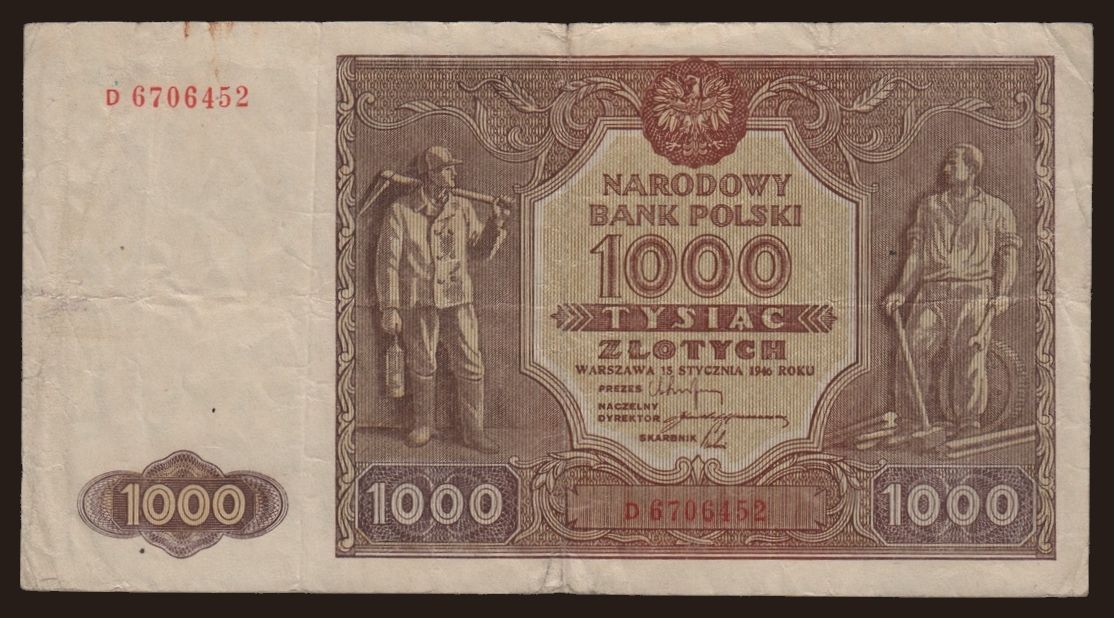 D 6706452
NARODOWY
BANK POLSKI
1000
TYSIĄC
ZŁOTYCH
WARSZAWA 15 STYCZNIA 1946 ROKU
PREZES
NACZELNY
DYREKTOR
SKARBNIK
1000
1000
D 6706452
1000